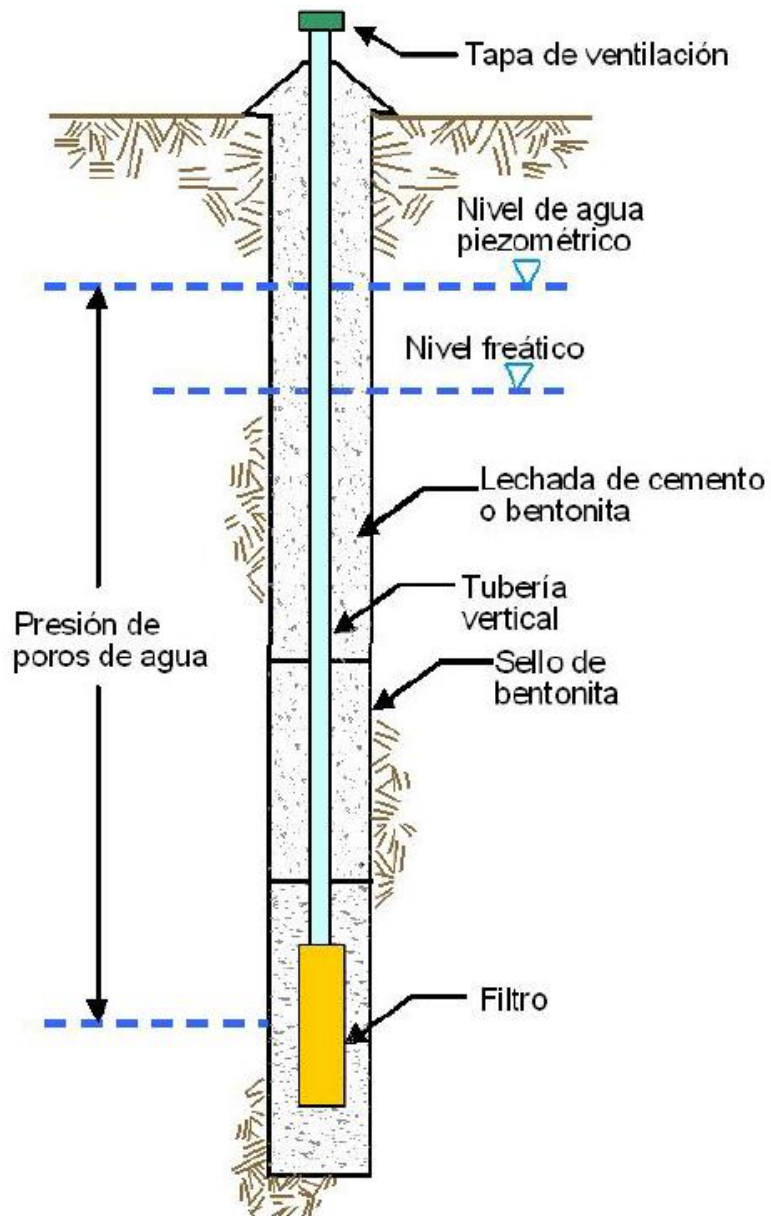 Tapa de ventilación
Nivel de agua
piezométrico
Nivel freático
Lechada de cemento
o bentonita
Tubería
vertical
Presión de
poros de agua
Sello de
bentonita
Filtro